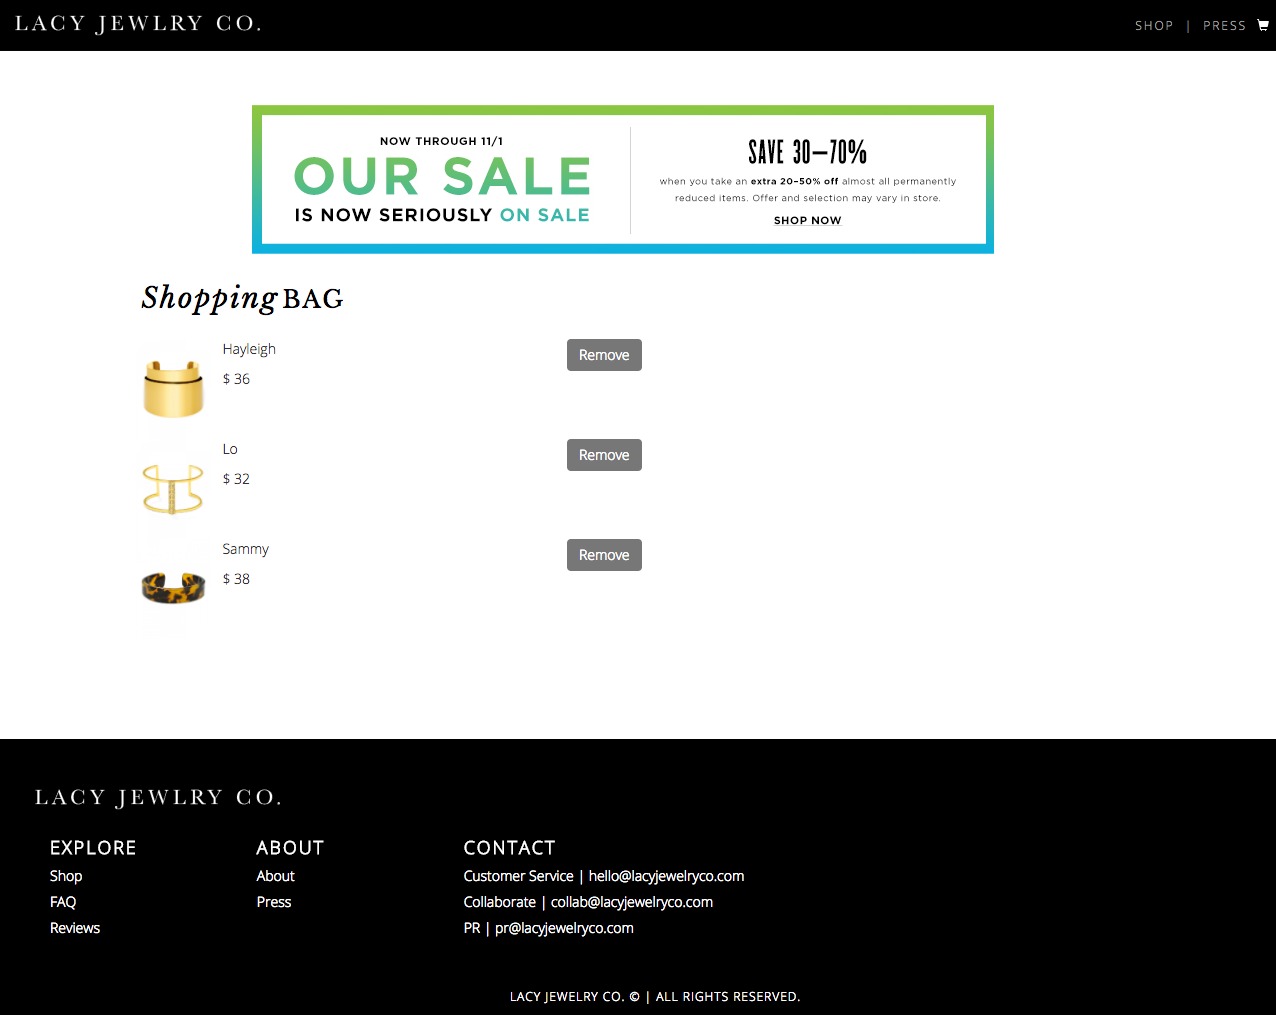 LACY JEWLRY CO.
SHOP | PRESS
NOW THROUGH 11/1
OUR SALE
IS NOW SERIOUSLY ON SALE
SAVE 30–70%
when you take an extra 20–50% off almost all permanently
reduced items. Offer and selection may vary in store.
SHOP NOW
Shopping BAG
Hayleigh
$ 36
Remove
Lo
$ 32
Remove
Sammy
$ 38
Remove
LACY JEWLRY CO.
EXPLORE
Shop
FAQ
Reviews
ABOUT
About
Press
CONTACT
Customer Service | hello@lacyjewelryco.com
Collaborate | collab@lacyjewelryco.com
PR | pr@lacyjewelryco.com
LACY JEWELRY CO. © | ALL RIGHTS RESERVED.